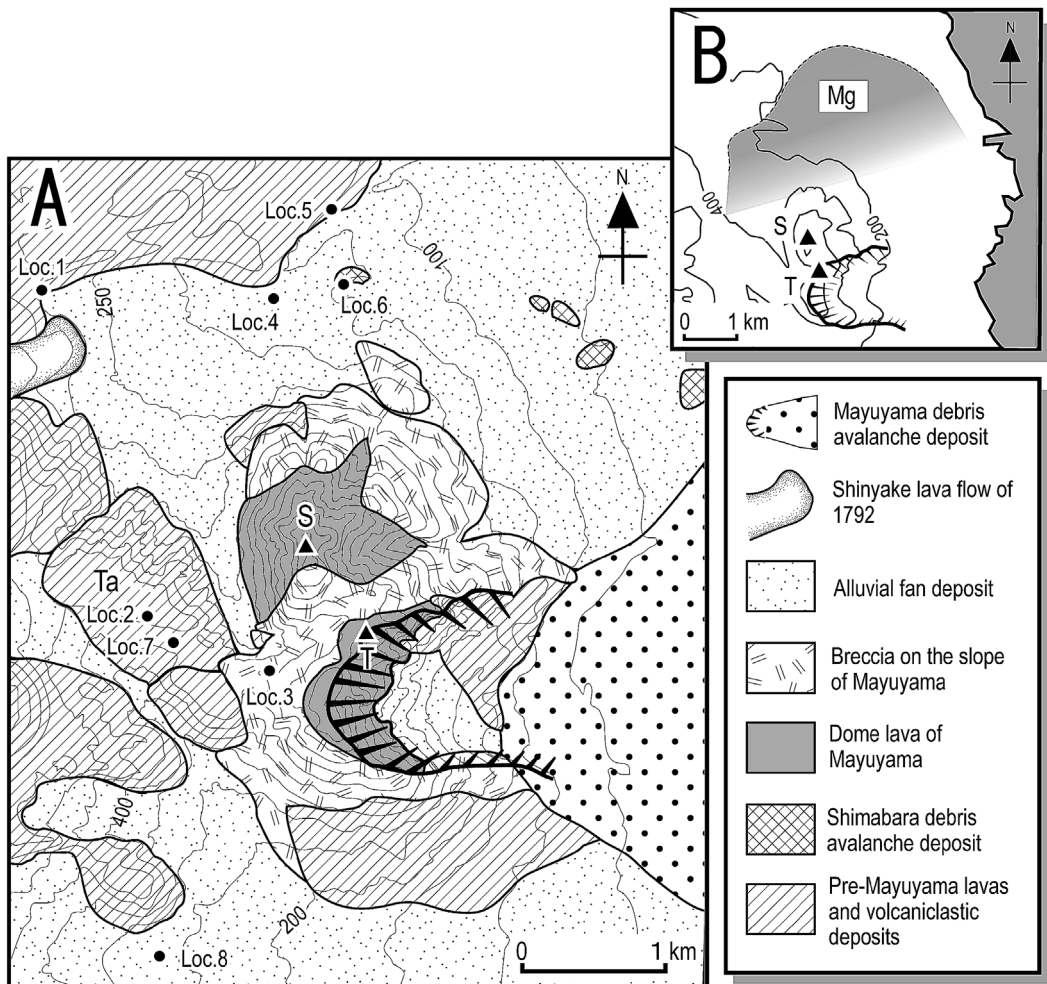 A
N
Loc.5
Loc.1
250
Loc.4
Loc.6
100
S
Ta
Loc.2
Loc.7
T
Loc.3
400
200
Loc.8
0 1 km
B
N
Mg
400
S
200
T
0 1 km
Mayuyama debris
avalanche deposit
Shinyake lava flow of
1792
Alluvial fan deposit
Breccia on the slope
of Mayuyama
Dome lava of
Mayuyama
Shimabara debris
avalanche deposit
Pre-Mayuyama lavas
and volcaniclastic
deposits